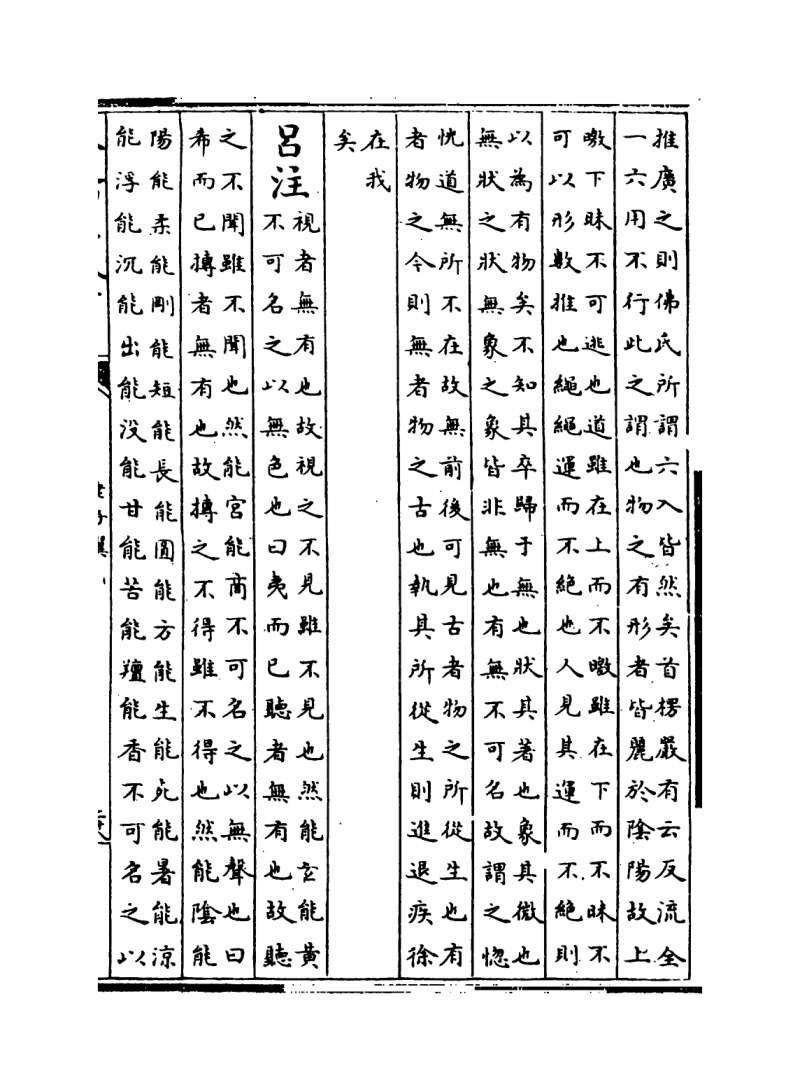 推廣之則佛氏所謂六入皆然矣首楞嚴有云反流全
一六用不行此之謂也物之有形者皆麗於陰陽故上
皦下昧不可逃也道雖在上而不皦雖在下而不昧不
可以形數推也繩繩運而不絶也人見其運而不絶則
以為有物矣不知其卒歸于無也狀其著也象其微也
無狀之狀無象之象皆非無也有無不可名故謂之惚
恍道無所不在故無前後可見古者物之所從生也有
者物之今則無者物之古也執其所從生則進退疾徐
在我
矣
呂注
視者無有也故視之不見雖不見也然能𤣥能黄
不可名之以無色也曰夷而已聽者無有也故聽
之不聞雖不聞也然能宮能商不可名之以無聲也曰
希而已摶者無有也故摶之不得雖不得也然能陰能
陽能柔能剛能短能長能圓能方能生能死能暑能涼
能浮能沉能出能没能甘能苦能羶能香不可名之以